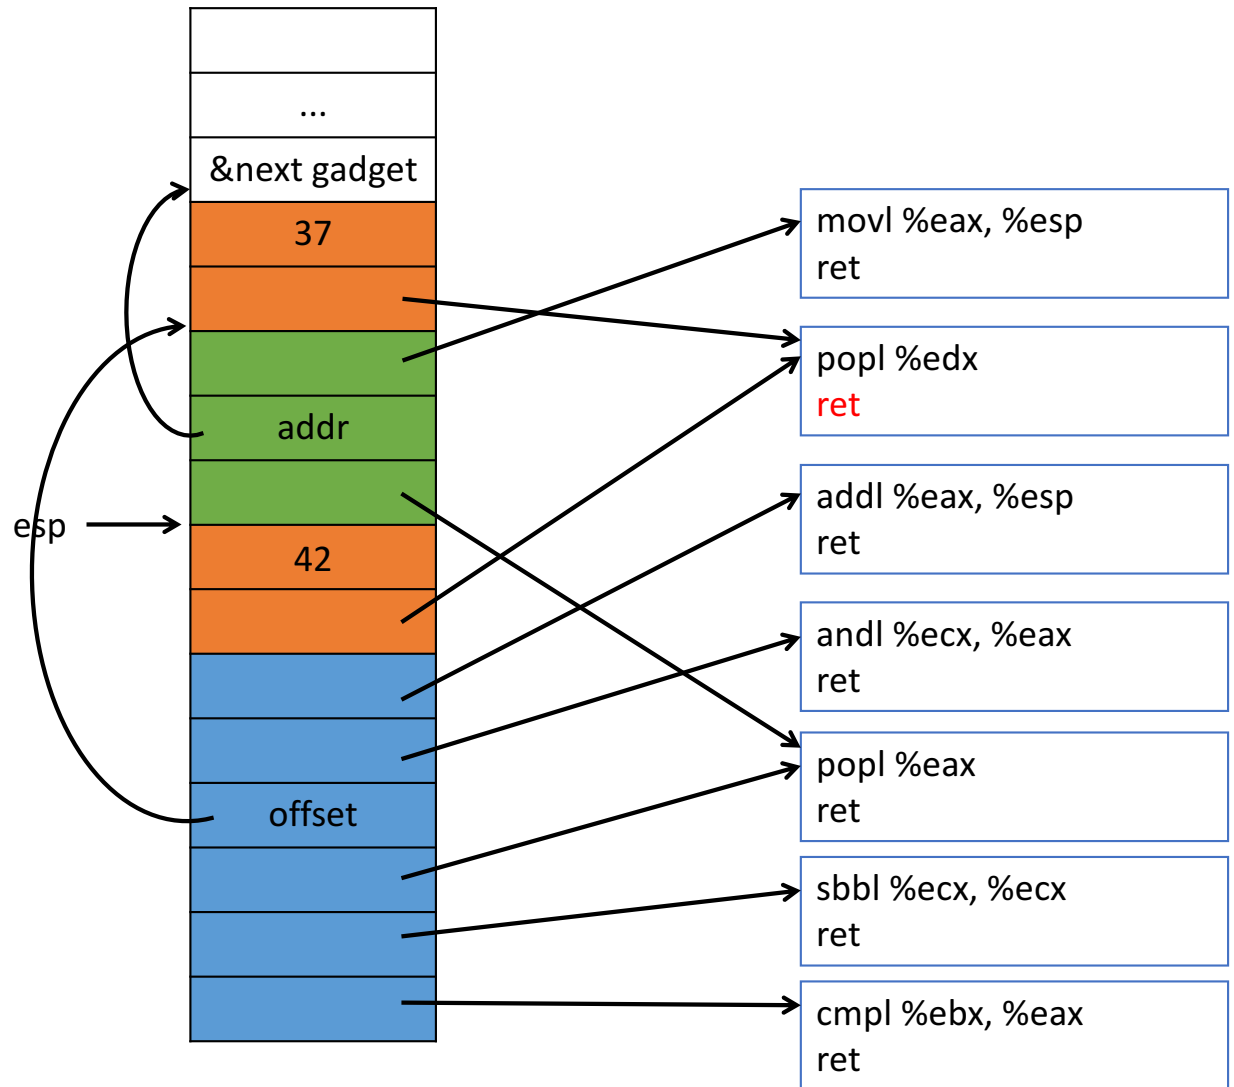 ...
&next gadget
37
addr
esp
42
offset
movl %eax, %esp
ret
popl %edx
ret
addl %eax, %esp
ret
andl %ecx, %eax
ret
popl %eax
ret
sbbl %ecx, %ecx
ret
cmpl %ebx, %eax
ret